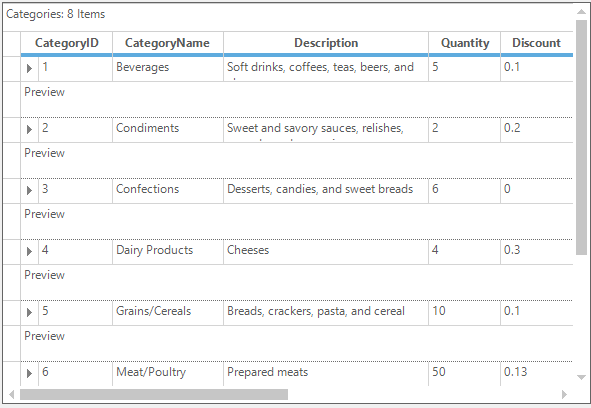 Categories: 8 Items
CategoryID CategoryName Description Quantity Discount
1 Beverages Soft drinks, coffees, teas, beers, and 5 0.1
Preview
2 Condiments Sweet and savory sauces, relishes, 2 0.2
Preview
3 Confections Desserts, candies, and sweet breads 6 0
Preview
4 Dairy Products Cheeses 4 0.3
Preview
5 Grains/Cereals Breads, crackers, pasta, and cereal 10 0.1
Preview
6 Meat/Poultry Prepared meats 50 0.13